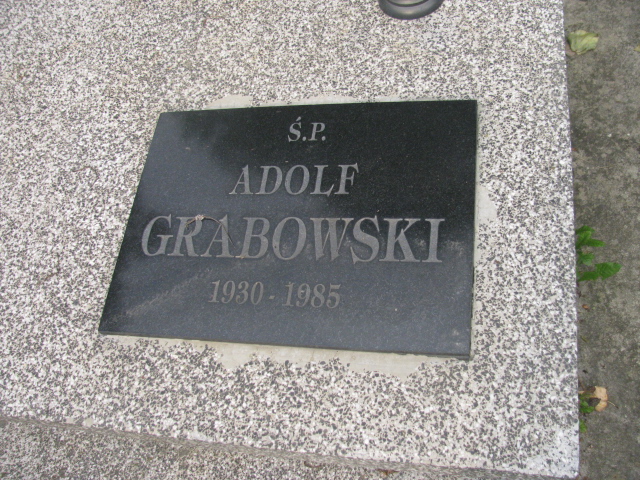 Ś.P.
ADOLF
GRABOWSKI
1930 - 1985